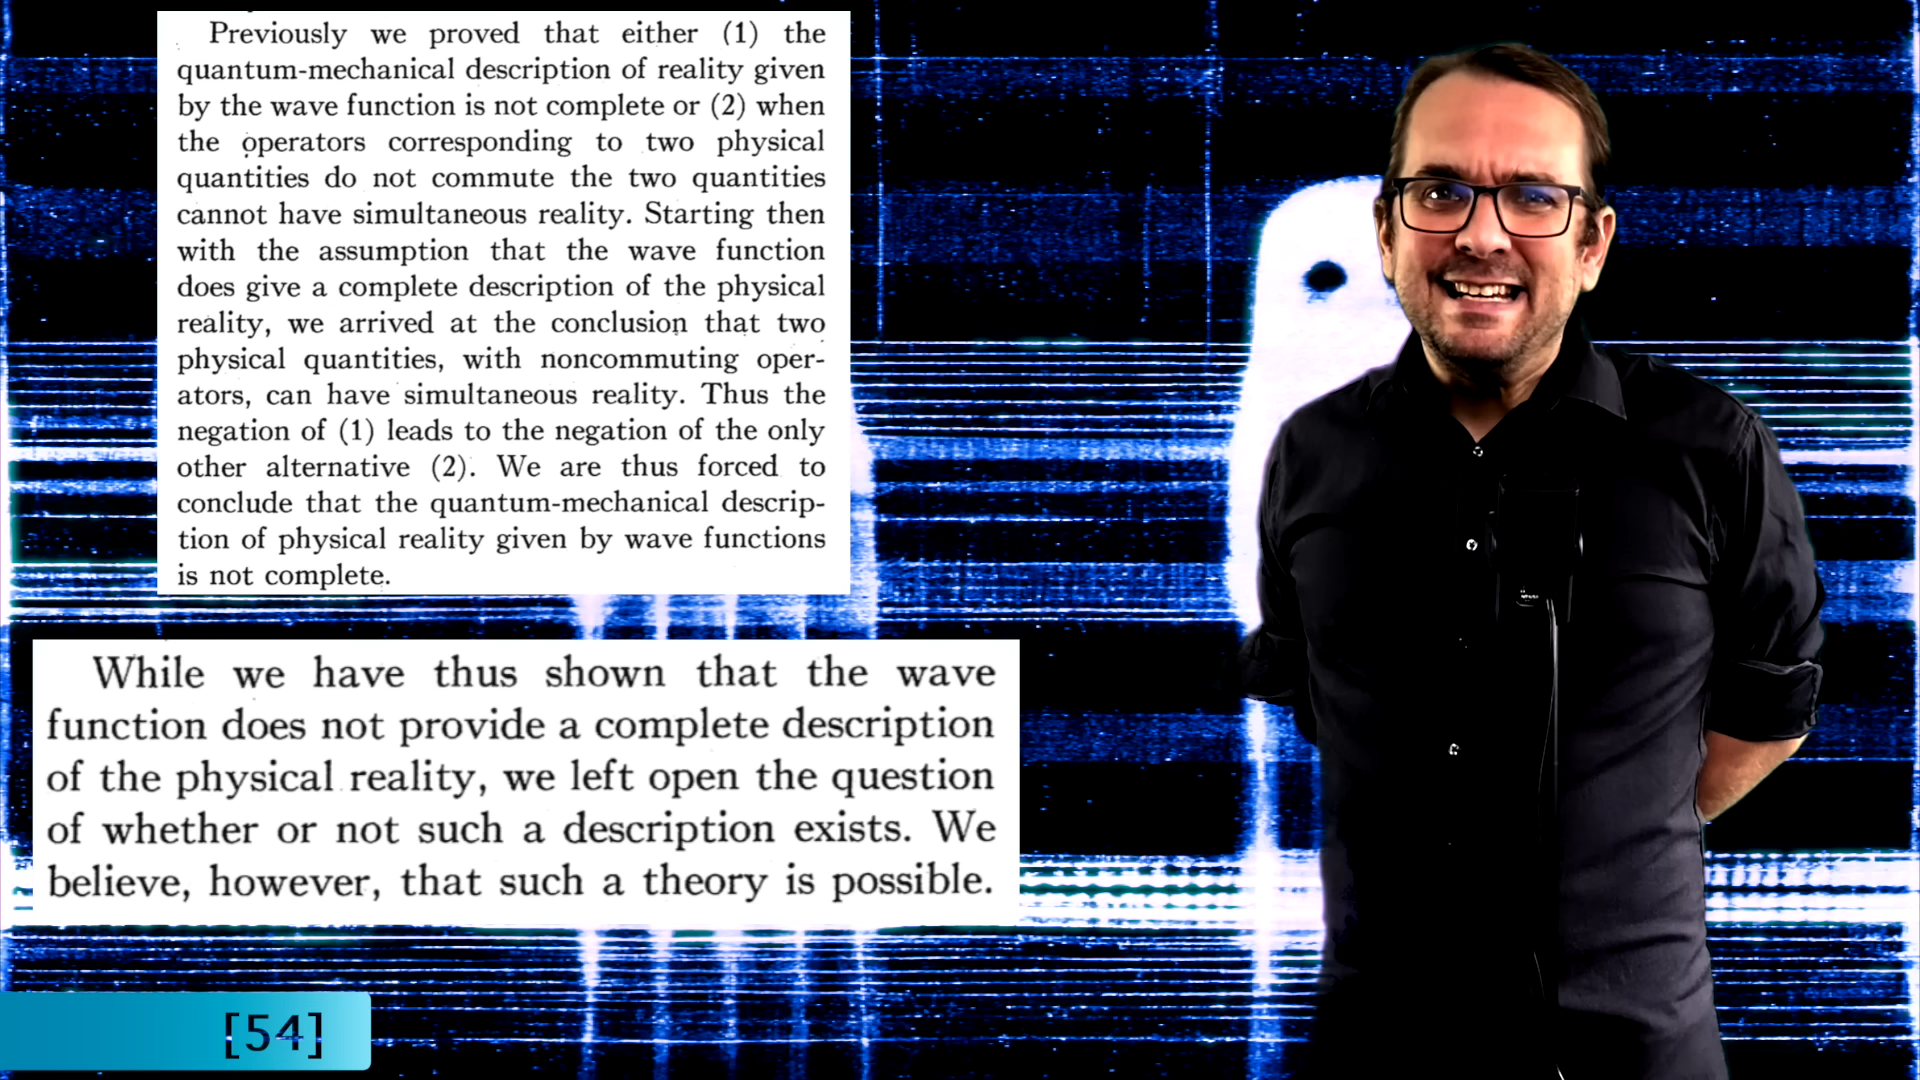 Previously we proved that either (1) the
quantum-mechanical description of reality given
by the wave function is not complete or (2) when
the operators corresponding to two physical
quantities do not commute the two quantities
cannot have simultaneous reality. Starting then
with the assumption that the wave function
does give a complete description of the physical
reality, we arrived at the conclusion that two
physical quantities, with noncommuting oper-
ators, can have simultaneous reality. Thus the
negation of (1) leads to the negation of the only
other alternative (2). We are thus forced to
conclude that the quantum-mechanical descrip-
tion of physical reality given by wave functions
is not complete.
While we have thus shown that the wave
function does not provide a complete description
of the physical reality, we left open the question
of whether or not such a description exists. We
believe, however, that such a theory is possible.
[54]